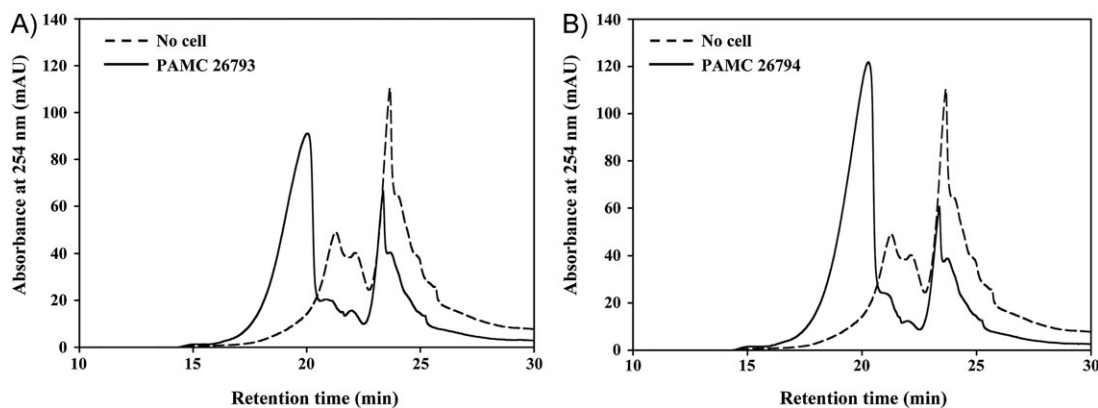 A)
Absorbance at 254 nm (mAU)
140
120
100
80
60
40
20
0
No cell
PAMC 26793
10 15 20 25 30
Retention time (min)
B)
Absorbance at 254 nm (mAU)
140
120
100
80
60
40
20
0
No cell
PAMC 26794
10 15 20 25 30
Retention time (min)